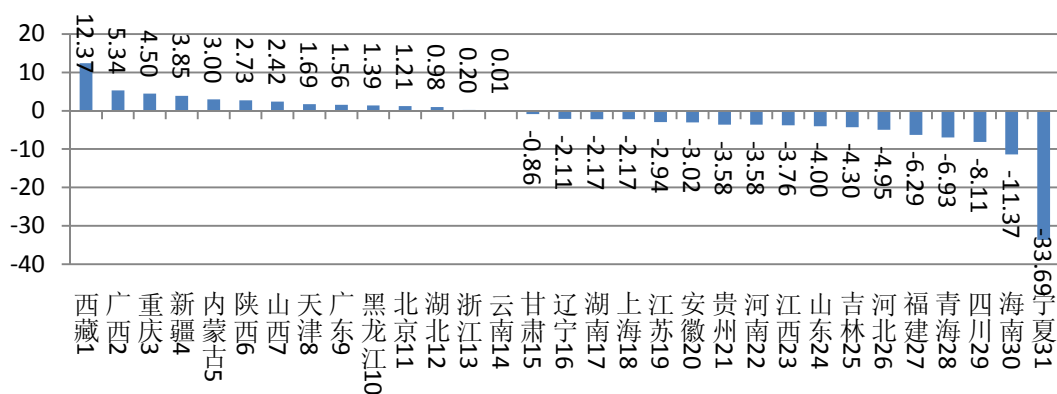 20
10
0
-10
-20
-30
-40
12.37
5.34
4.50
3.85
3.00
2.73
2.42
1.69
1.56
1.39
1.21
0.98
0.20
0.01
-0.86
-2.11
-2.17
-2.17
-2.94
-3.02
-3.58
-3.58
-3.76
-4.00
-4.30
-4.95
-6.29
-6.93
-8.11
-11.37
-33.69
西藏1
广西2
重庆3
新疆4
内蒙古5
陕西6
山西7
天津8
广东9
黑龙江10
北京11
湖北12
浙江13
云南14
甘肃15
辽宁16
湖南17
上海18
江苏19
安徽20
贵州21
河南22
江西23
山东24
吉林25
河北26
福建27
青海28
四川29
海南30
宁夏31